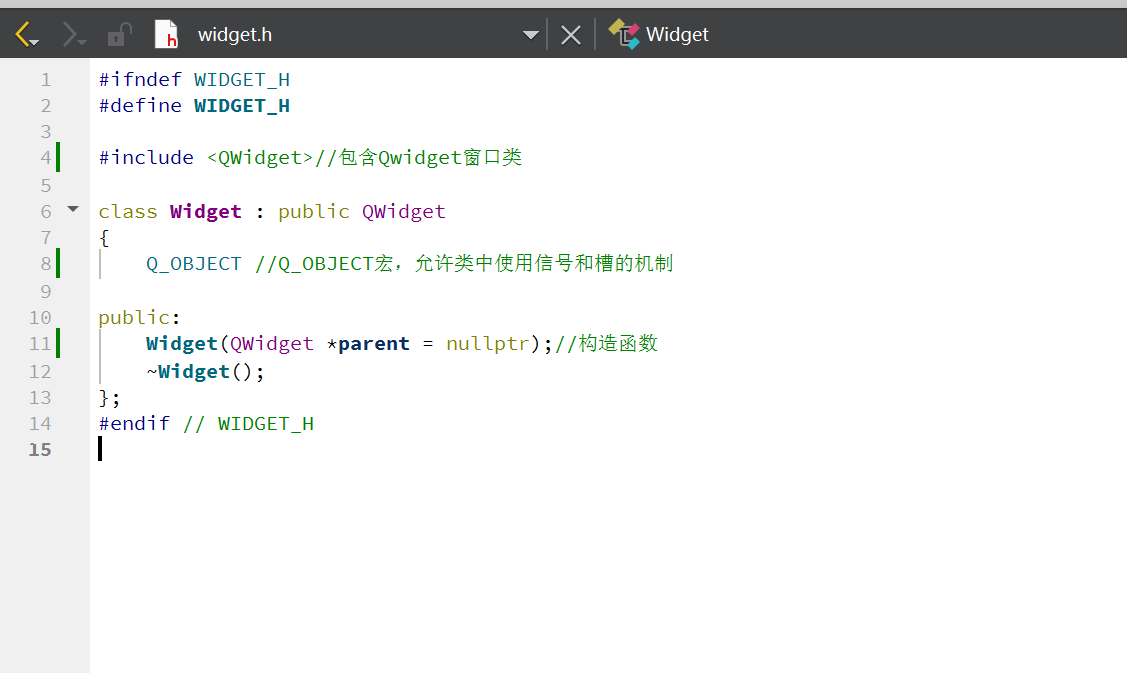 widget.h
Widget
1 #ifndef WIDGET_H
2 #define WIDGET_H
3
4 #include <QWidget>//包含Qwidget窗口类
5
6 class Widget : public QWidget
7 {
8 Q_OBJECT //Q_OBJECT宏，允许类中使用信号和槽的机制
9
10 public:
11 Widget(QWidget *parent = nullptr);//构造函数
12 ~Widget();
13 };
14 #endif // WIDGET_H
15